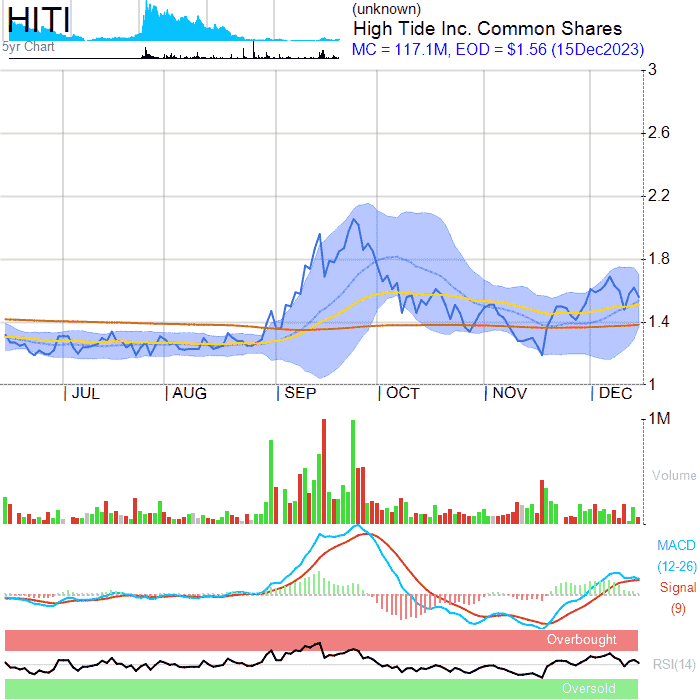 HITI
5yr Chart
(unknown)
High Tide Inc. Common Shares
MC = 117.1M, EOD = $1.56 (15Dec2023)
3
2.6
2.2
1.8
1.4
1
JUL AUG SEP OCT NOV DEC
1M
Volume
MACD
(12-26)
Signal
(9)
Overbought
RSI(14)
Oversold